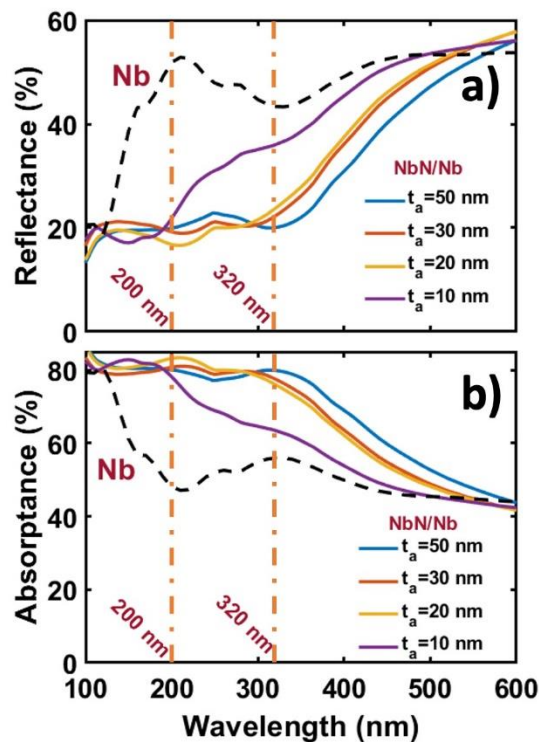 60
40
20
0
Reflectance (%)
a)
Nb
NbN/Nb
t_a=50 nm
t_a=30 nm
t_a=20 nm
t_a=10 nm
200 nm
320 nm
80
60
40
20
0
Absorptance (%)
b)
Nb
NbN/Nb
t_a=50 nm
t_a=30 nm
t_a=20 nm
t_a=10 nm
200 nm
320 nm
100 200 300 400 500 600
Wavelength (nm)